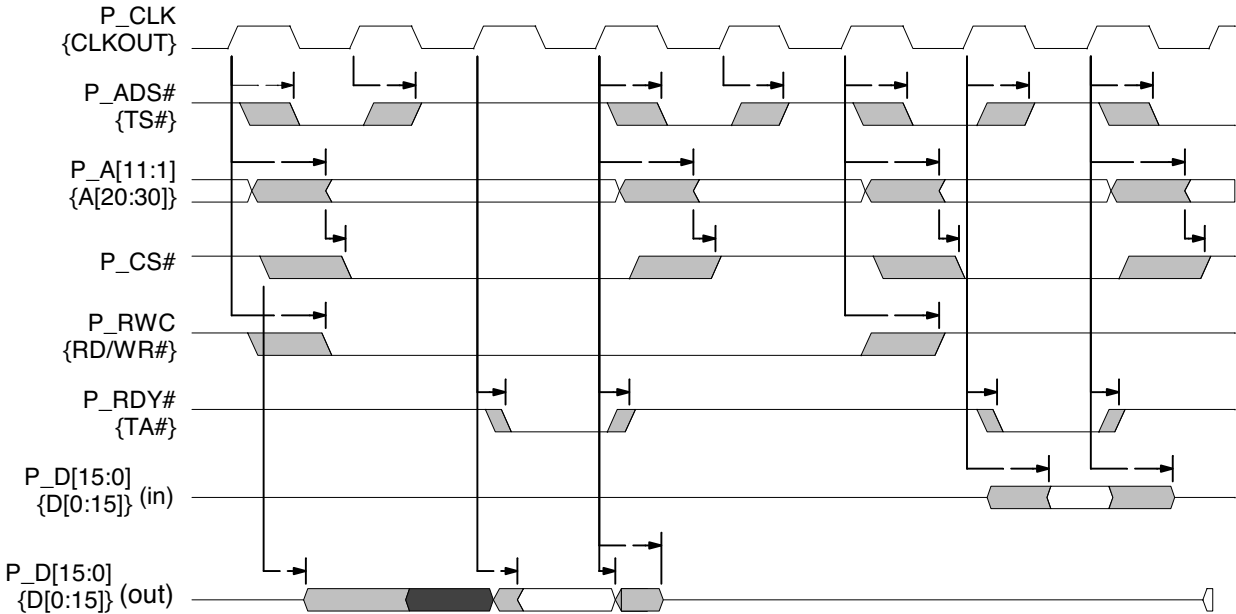 P_CLK
{CLKOUT}
P_ADS#
{TS#}
P_A[11:1]
{A[20:30]}
P_CS#
P_RWC
{RD/WR#}
P_RDY#
{TA#}
P_D[15:0]
{D[0:15]} (in)
P_D[15:0]
{D[0:15]} (out)